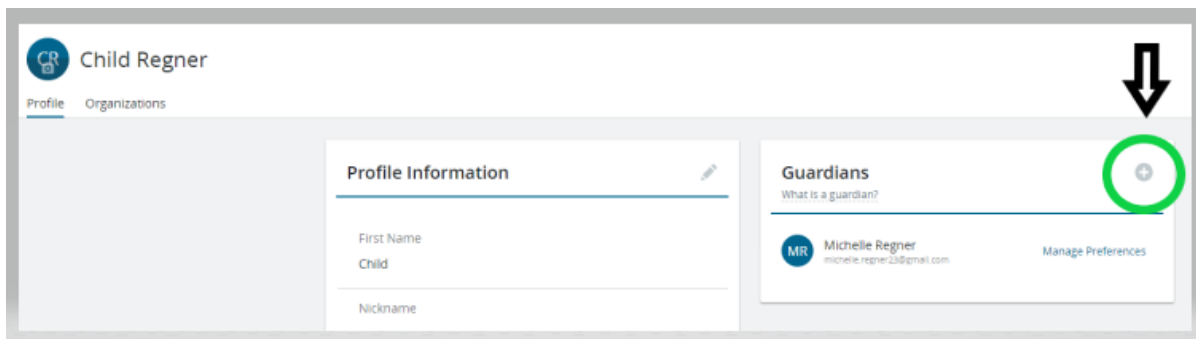 CR
Child Regner
Profile Organizations
Profile Information
First Name
Child
Nickname
Guardians
What is a guardian?
MR
Michelle Regner
michelle.regner23@gmail.com
Manage Preferences